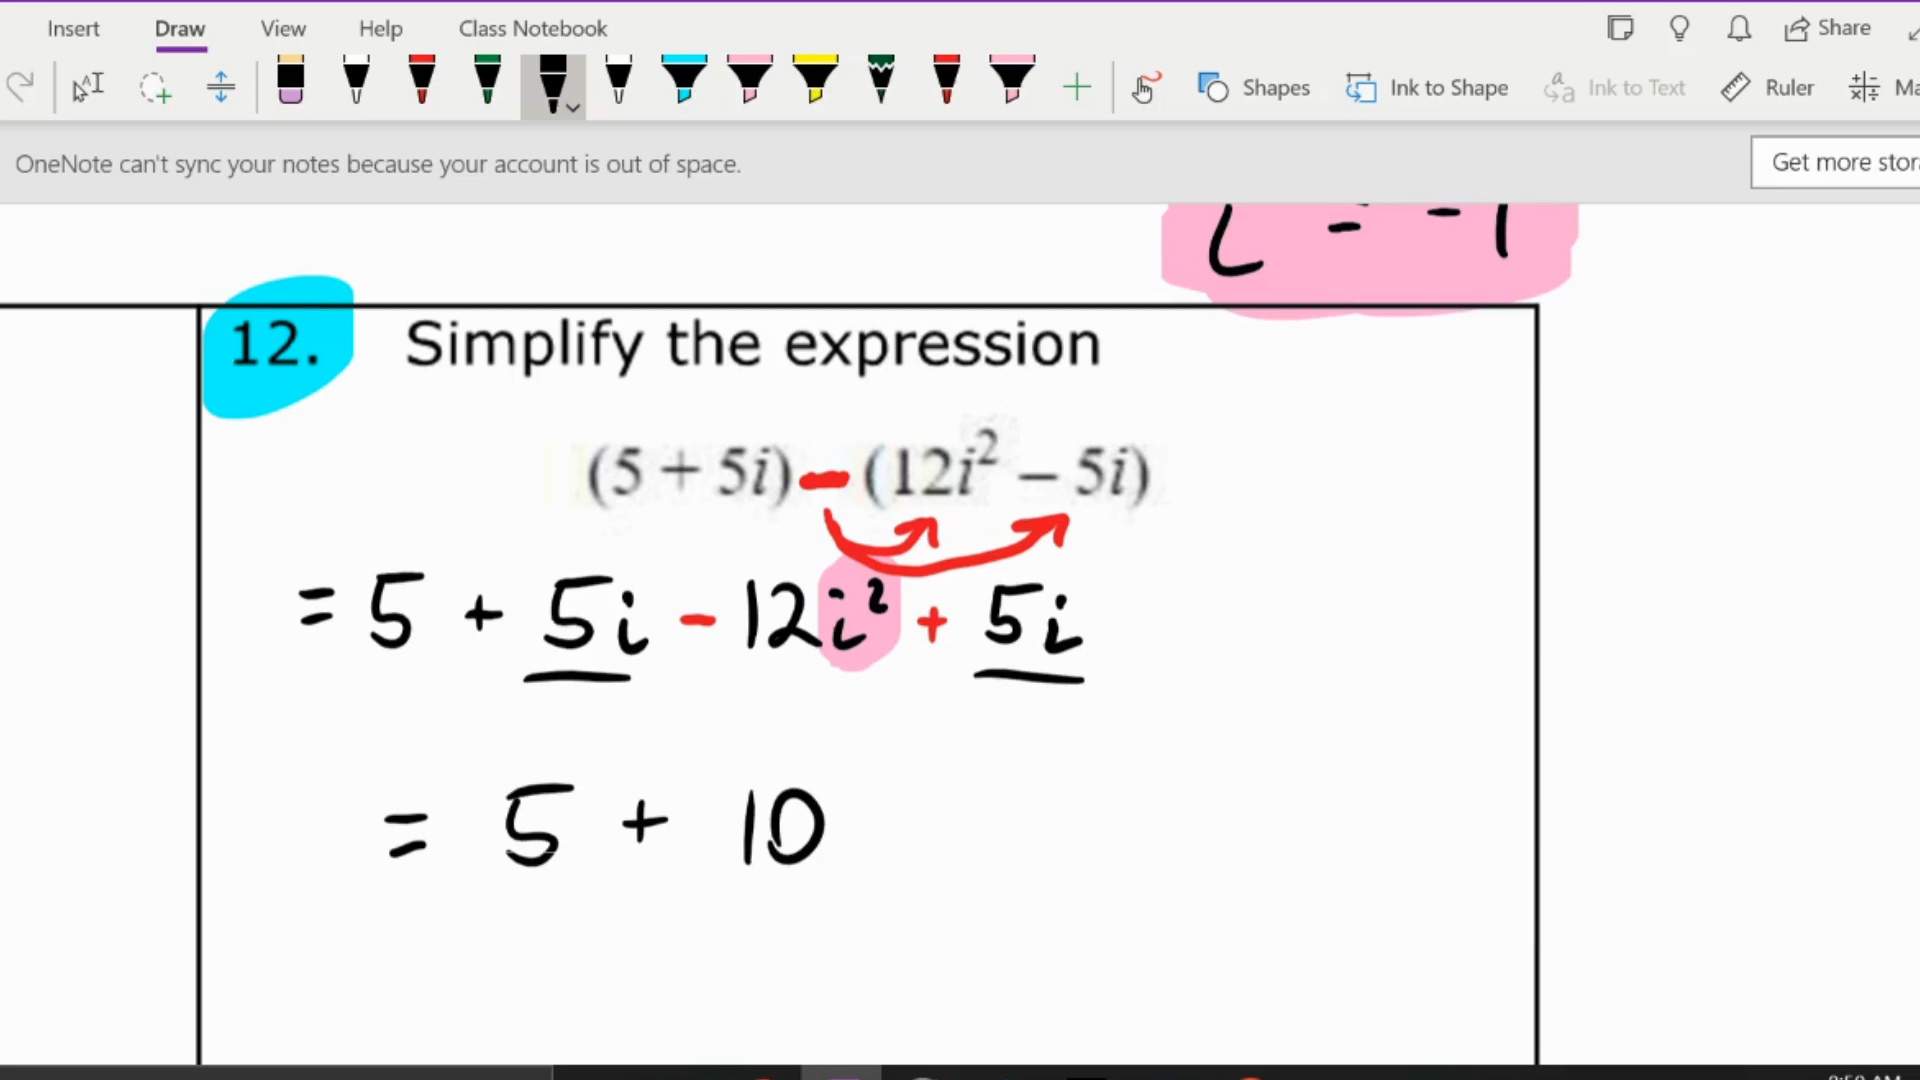 Insert Draw View Help Class Notebook Share
Shapes Ink to Shape Ink to Text Ruler
OneNote can't sync your notes because your account is out of space. Get more
= -1
12. Simplify the expression
(5 + 5i) - (12i² – 5i)
= 5 + 5i - 12i² + 5i
= 5 + 10